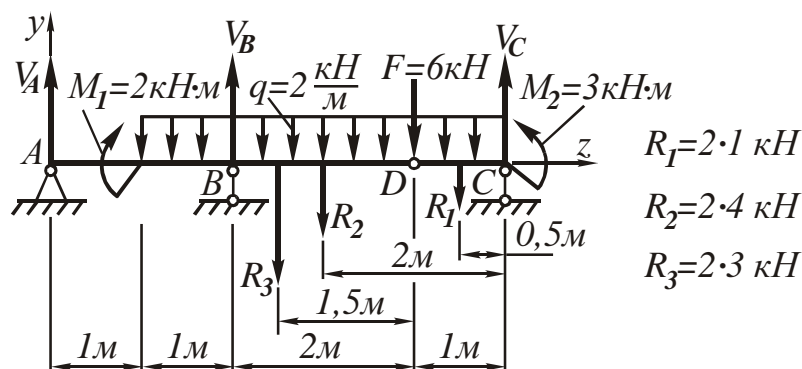 y
V_B
V_C
V_A
M_1=2кН·м
q=2 кН/м
F=6кН
M_2=3кН·м
A
z
R_1=2·1 кН
B
D
C
R_1
R_2
R_2=2·4 кН
0,5м
2м
R_3
R_3=2·3 кН
1,5м
1м
1м
2м
1м